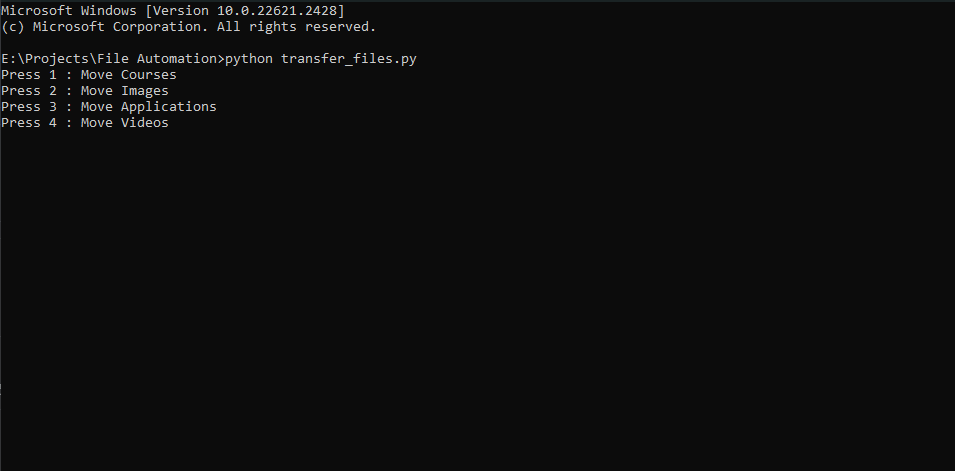 Microsoft Windows [Version 10.0.22621.2428]
(c) Microsoft Corporation. All rights reserved.
E:\Projects\File Automation>python transfer_files.py
Press 1 : Move Courses
Press 2 : Move Images
Press 3 : Move Applications
Press 4 : Move Videos